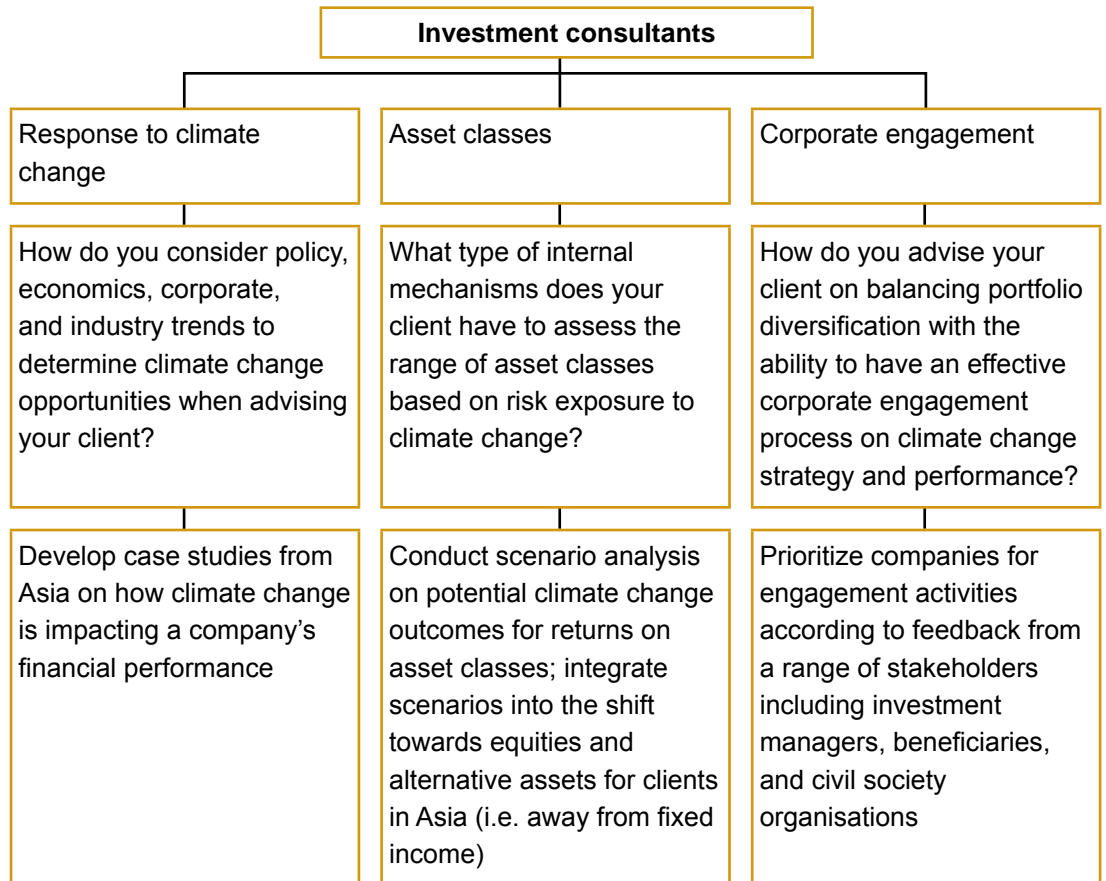 Investment consultants
Response to climate
change
Asset classes
Corporate engagement
How do you consider policy,
economics, corporate,
and industry trends to
determine climate change
opportunities when advising
your client?
What type of internal
mechanisms does your
client have to assess the
range of asset classes
based on risk exposure to
climate change?
How do you advise your
client on balancing portfolio
diversification with the
ability to have an effective
corporate engagement
process on climate change
strategy and performance?
Develop case studies from
Asia on how climate change
is impacting a company’s
financial performance
Conduct scenario analysis
on potential climate change
outcomes for returns on
asset classes; integrate
scenarios into the shift
towards equities and
alternative assets for clients
in Asia (i.e. away from fixed
income)
Prioritize companies for
engagement activities
according to feedback from
a range of stakeholders
including investment
managers, beneficiaries,
and civil society
organisations